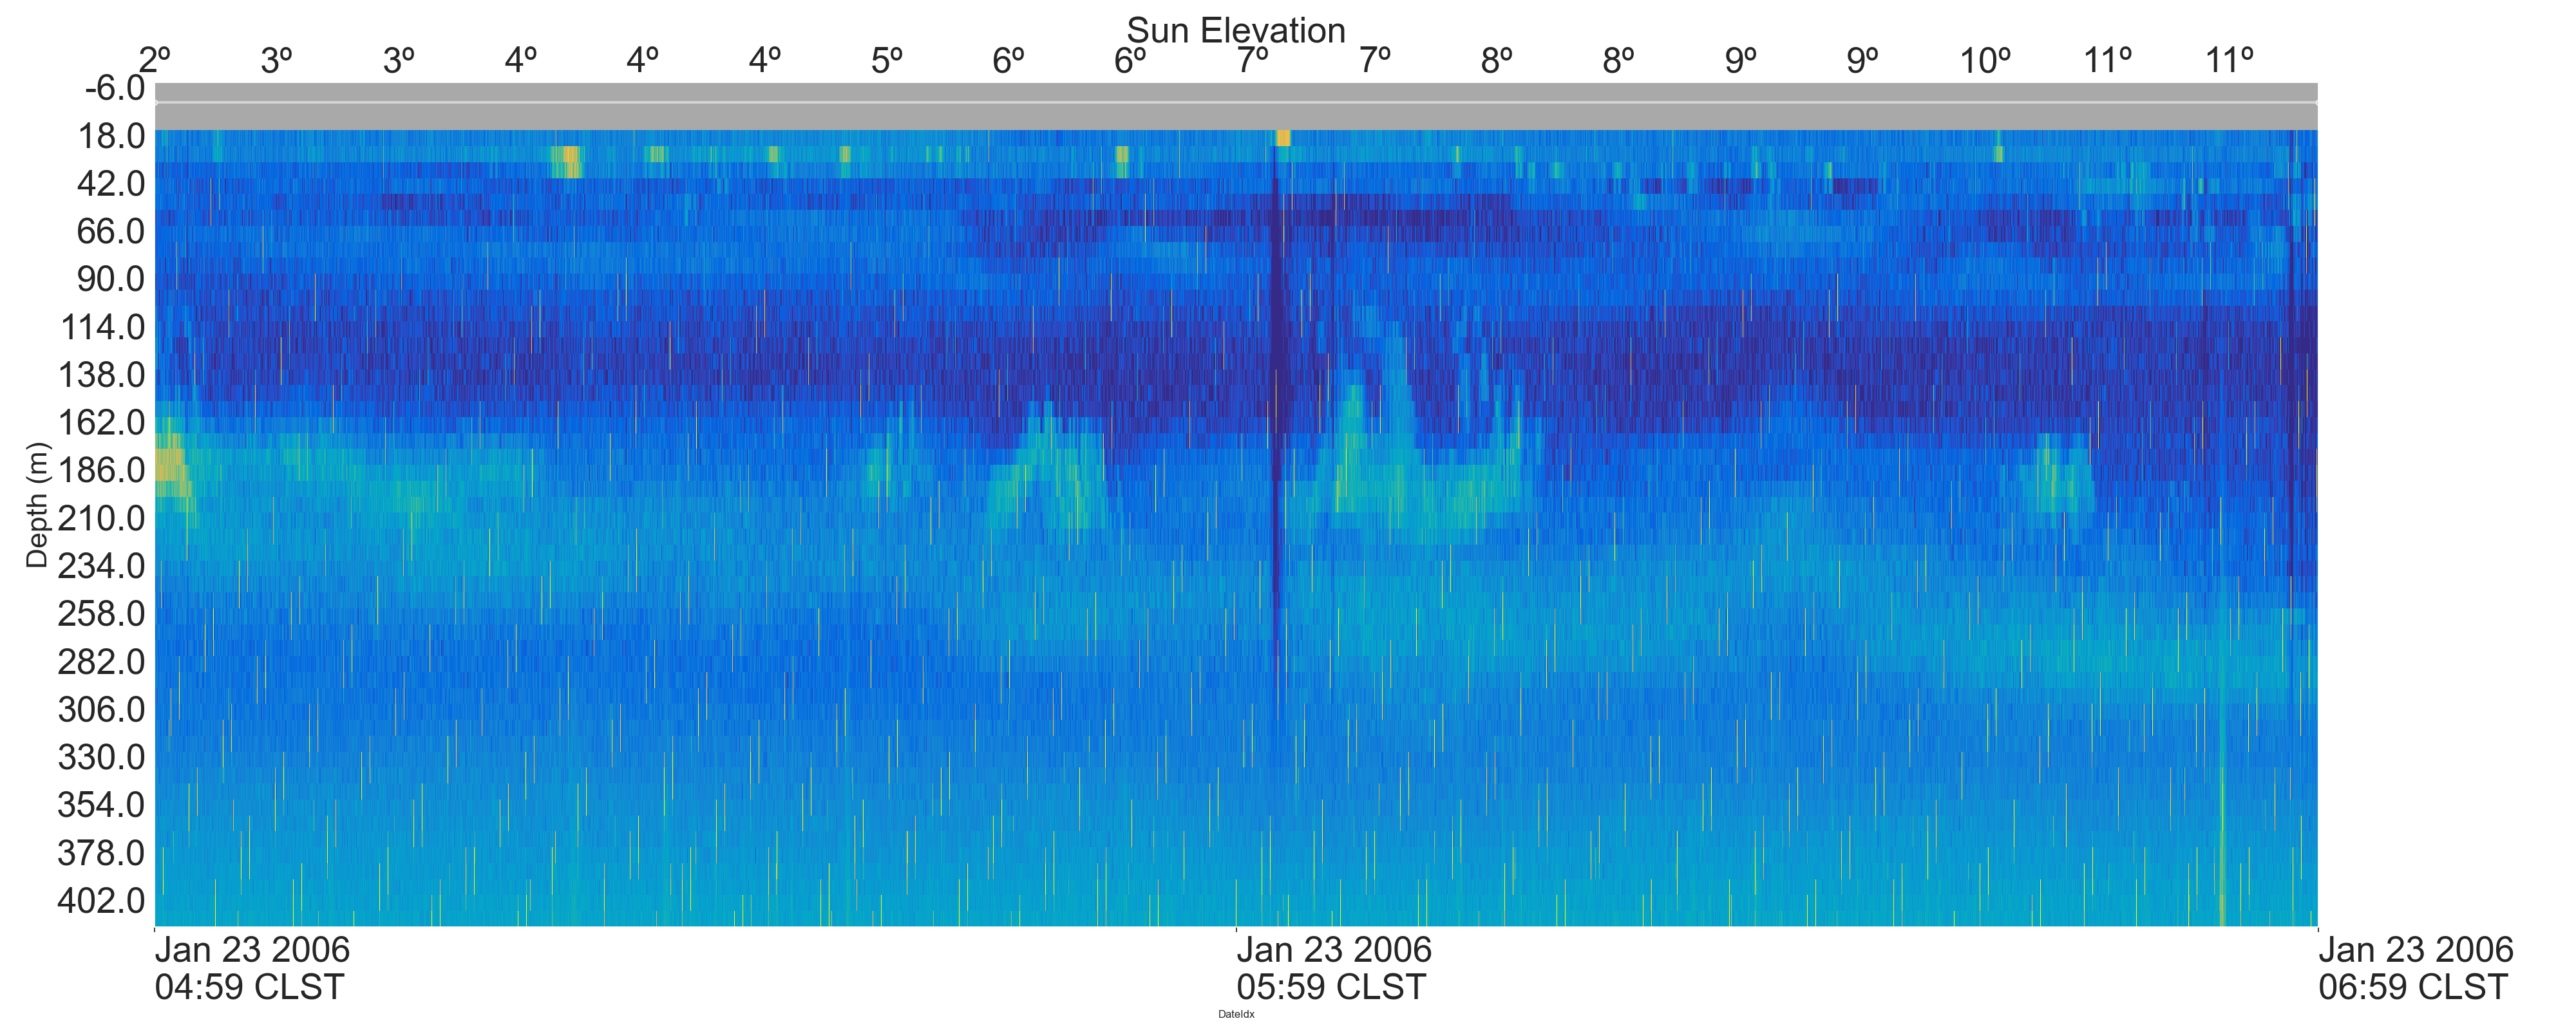 Sun Elevation
2º 3º 3º 4º 4º 4º 5º 6º 6º 7º 7º 8º 8º 9º 9º 10º 11º 11º
-6.0
18.0
42.0
66.0
90.0
114.0
138.0
162.0
186.0
210.0
234.0
258.0
282.0
306.0
330.0
354.0
378.0
402.0
Depth (m)
Jan 23 2006
04:59 CLST
Jan 23 2006
05:59 CLST
Jan 23 2006
06:59 CLST
DateIdx